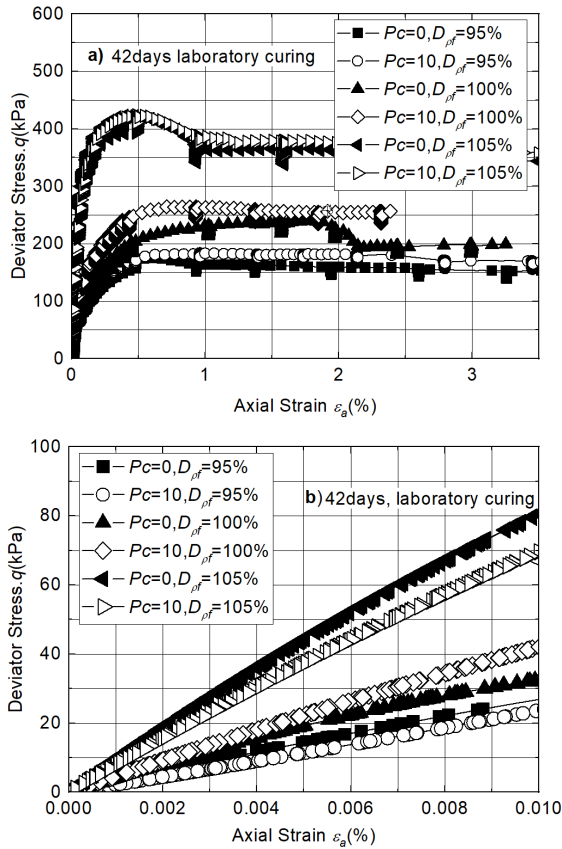 600
500
400
300
200
100
0
Deviator Stress.q(kPa)
a) 42days laboratory curing
Pc=0,Dρf=95%
Pc=10,Dρf=95%
Pc=0,Dρf=100%
Pc=10,Dρf=100%
Pc=0,Dρf=105%
Pc=10,Dρf=105%
0 1 2 3
Axial Strain εa(%)
100
80
60
40
20
0
Deviator Stress.q(kPa)
Pc=0,Dρf=95%
Pc=10,Dρf=95%
Pc=0,Dρf=100%
Pc=10,Dρf=100%
Pc=0,Dρf=105%
Pc=10,Dρf=105%
b) 42days, laboratory curing
0.000 0.002 0.004 0.006 0.008 0.010
Axial Strain εa(%)